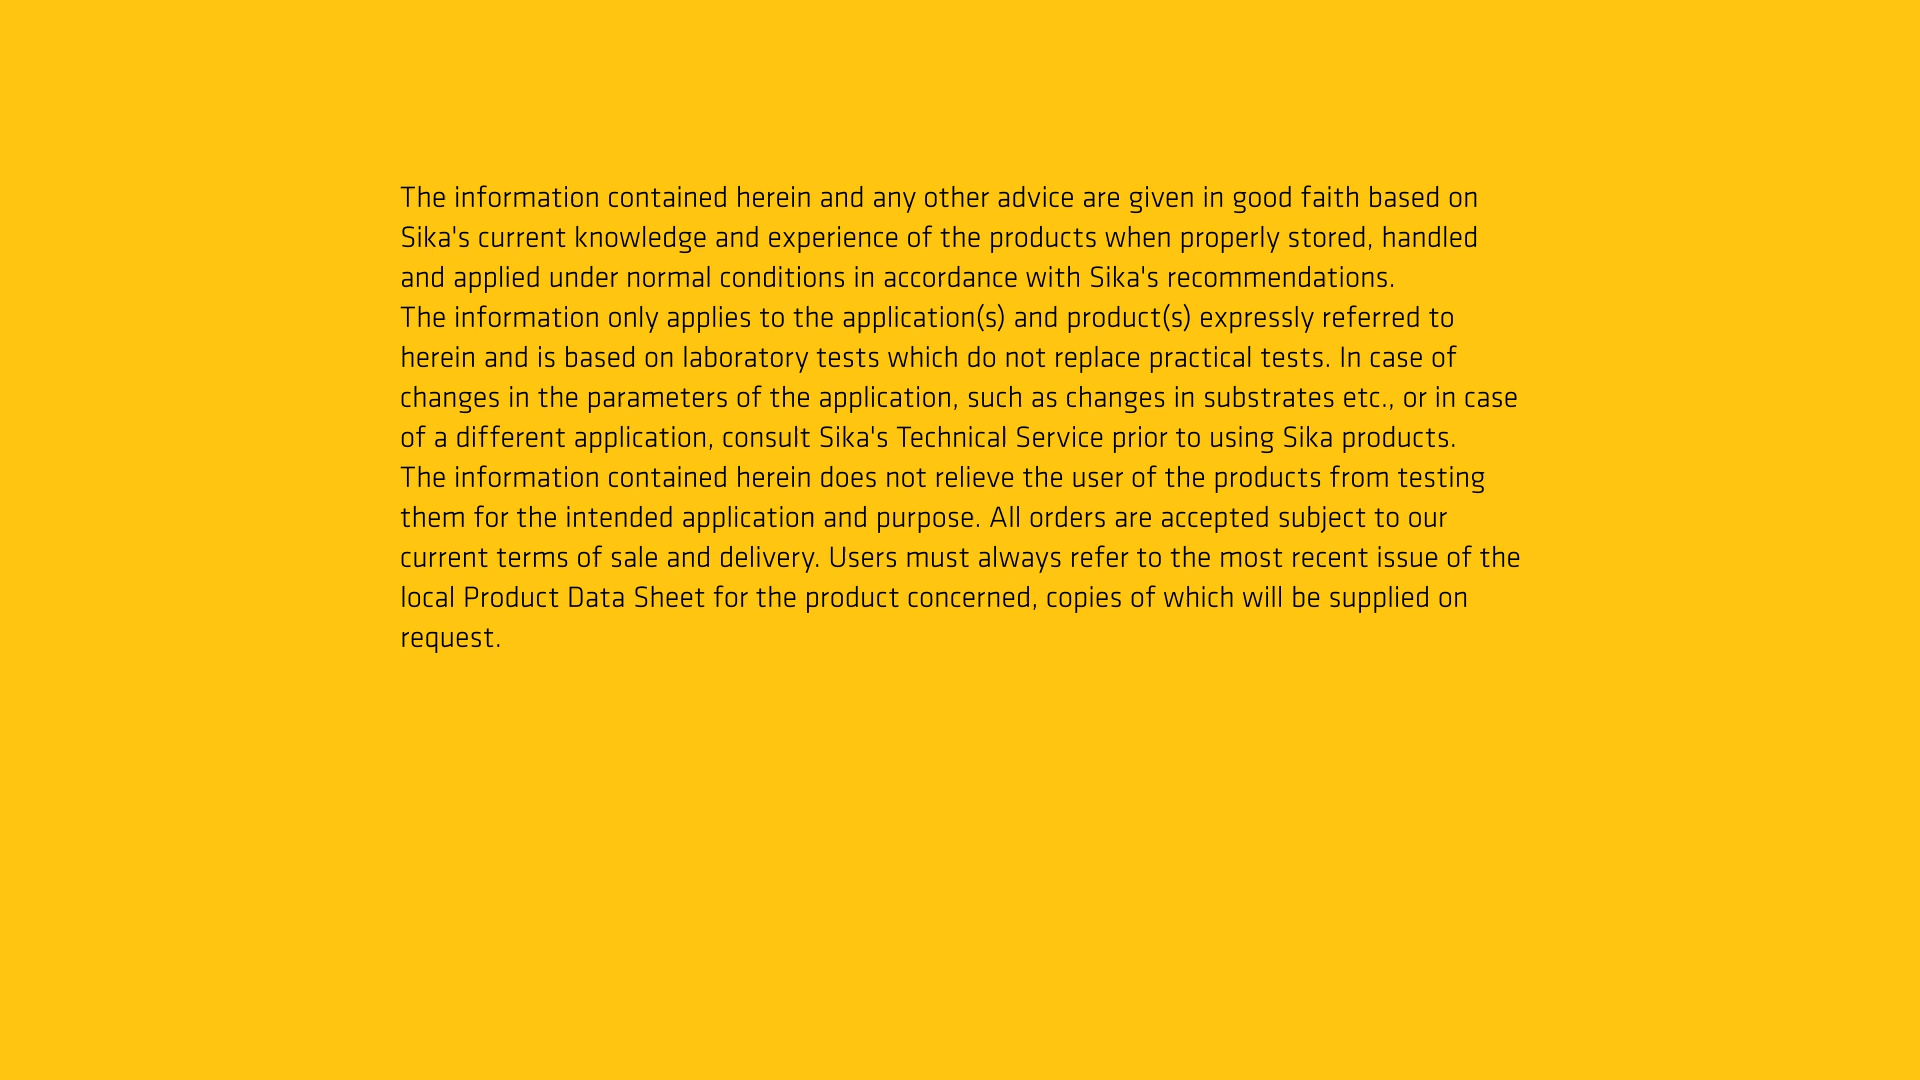 The information contained herein and any other advice are given in good faith based on
Sika's current knowledge and experience of the products when properly stored, handled
and applied under normal conditions in accordance with Sika's recommendations.
The information only applies to the application(s) and product(s) expressly referred to
herein and is based on laboratory tests which do not replace practical tests. In case of
changes in the parameters of the application, such as changes in substrates etc., or in case
of a different application, consult Sika's Technical Service prior to using Sika products.
The information contained herein does not relieve the user of the products from testing
them for the intended application and purpose. All orders are accepted subject to our
current terms of sale and delivery. Users must always refer to the most recent issue of the
local Product Data Sheet for the product concerned, copies of which will be supplied on
request.